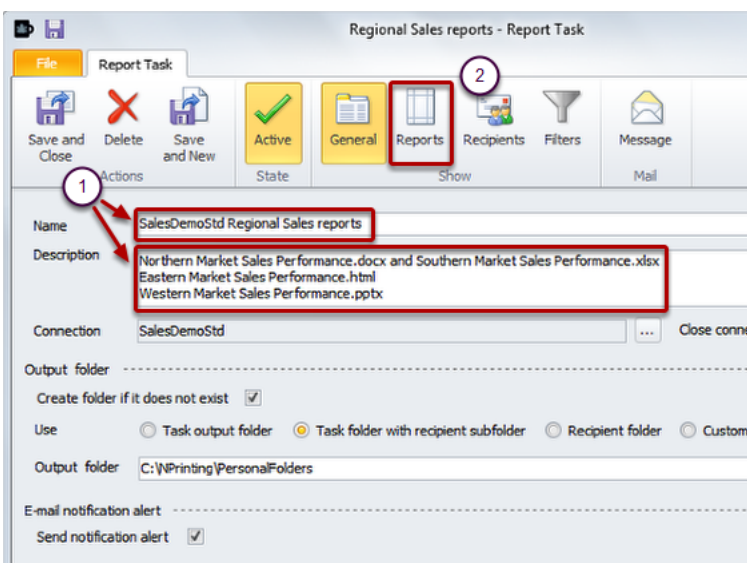 Regional Sales reports - Report Task
File
Report Task
2
Save and Close
Delete
Save and New
Active
General
Reports
Recipients
Filters
Message
Actions
State
Show
Mail
1
Name
SalesDemoStd Regional Sales reports
Description
Northern Market Sales Performance.docx and Southern Market Sales Performance.xlsx
Eastern Market Sales Performance.html
Western Market Sales Performance.pptx
Connection
SalesDemoStd
...
Close conne
Output folder
Create folder if it does not exist
Use
Task output folder
Task folder with recipient subfolder
Recipient folder
Custom
Output folder
C:\NPrinting\PersonalFolders
E-mail notification alert
Send notification alert